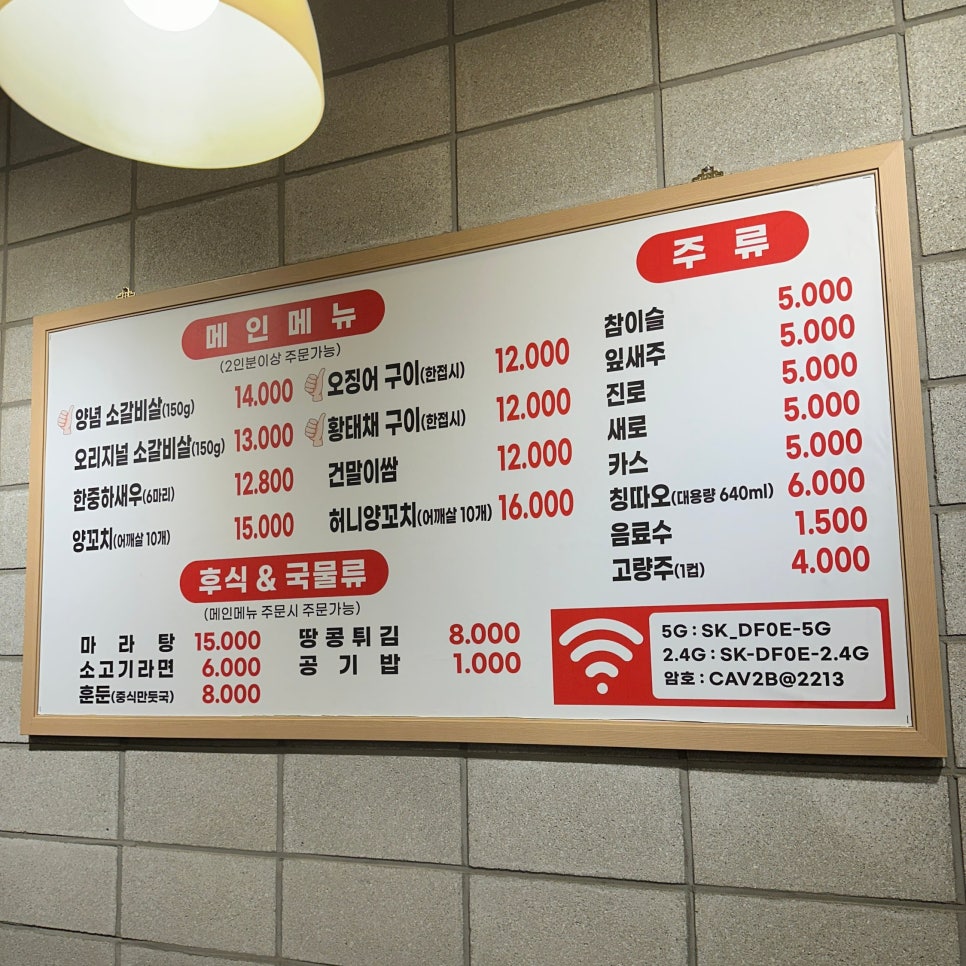 메인메뉴
(2인분이상 주문가능)
양념 소갈비살(150g) 14.000
오리지널 소갈비살(150g) 13.000
한중하새우(6마리) 12.800
양꼬치(어깨살 10개) 15.000
오징어 구이(한접시) 12.000
황태채 구이(한접시) 12.000
건말이쌈 12.000
허니양꼬치(어깨살 10개) 16.000
후식 & 국물류
(메인메뉴 주문시 주문가능)
마라탕 15.000
소고기라면 6.000
훈둔(중식만둣국) 8.000
땅콩튀김 8.000
공기밥 1.000
주류
참이슬 5.000
잎새주 5.000
진로 5.000
새로 5.000
카스 5.000
칭따오(대용량 640ml) 6.000
음료수 1.500
고량주(1컵) 4.000
5G : SK_DF0E-5G
2.4G : SK-DF0E-2.4G
암호 : CAV2B@2213